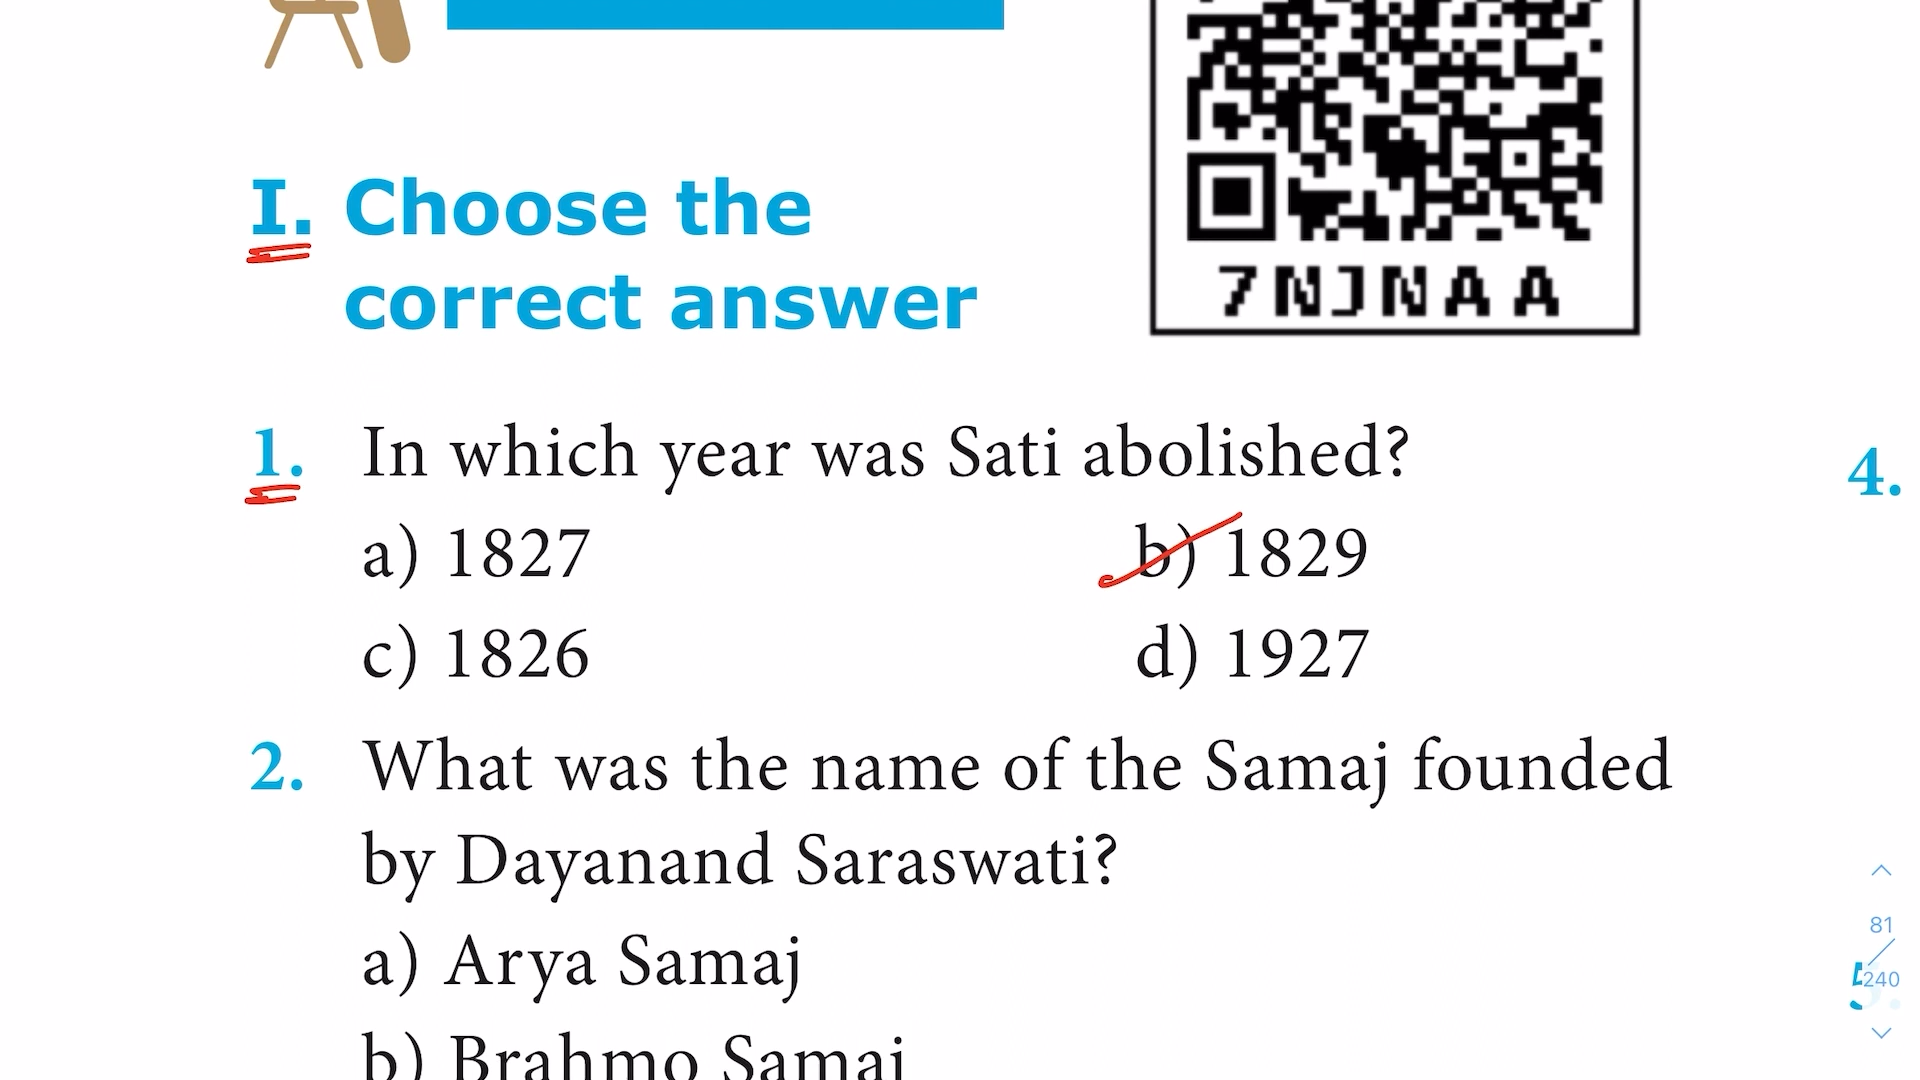 7NJNAA
I. Choose the
correct answer
1. In which year was Sati abolished?
a) 1827 b) 1829
c) 1826 d) 1927
2. What was the name of the Samaj founded
by Dayanand Saraswati?
a) Arya Samaj
b) Brahmo Samaj
4.
81
240
5.